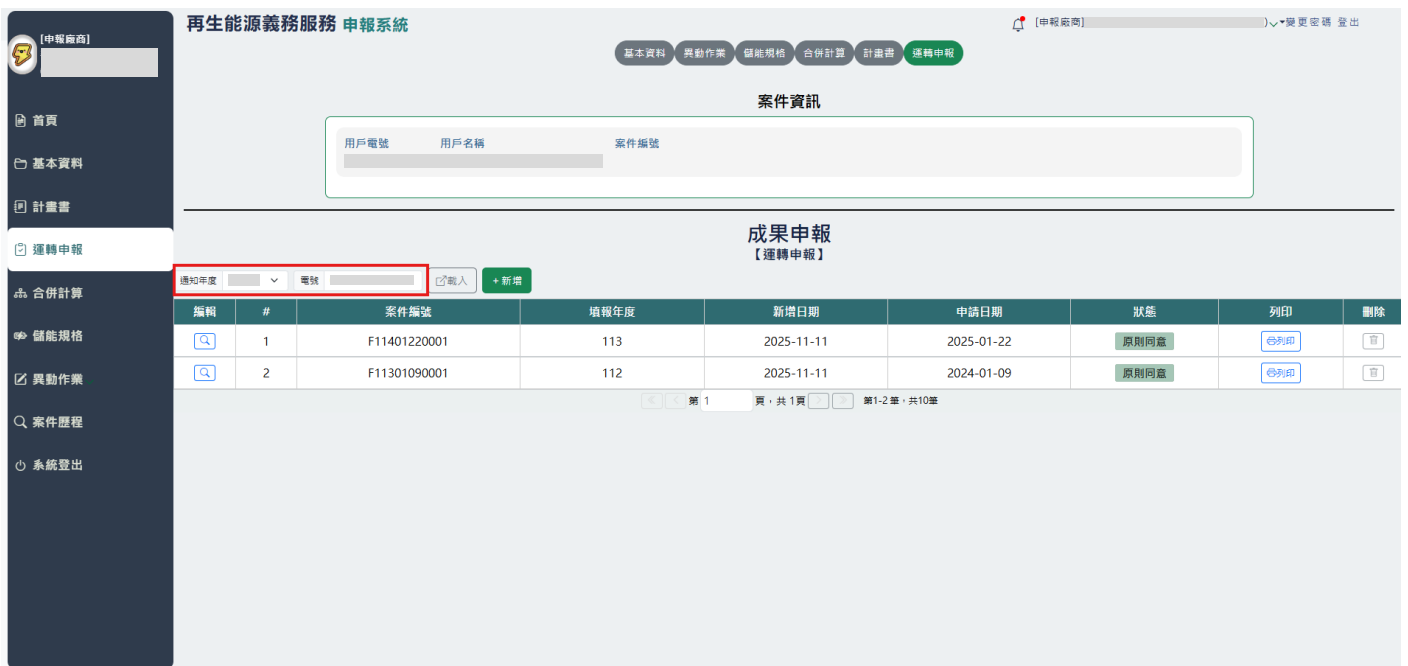 再生能源義務服務 申報系統
[申報廠商]
[申報廠商]
變更密碼 登出
基本資料 異動作業 儲能規格 合併計算 計畫書 運轉申報
首頁
基本資料
計畫書
運轉申報
合併計算
儲能規格
異動作業
案件歷程
系統登出
案件資訊
用戶電號 用戶名稱 案件編號
成果申報
【運轉申報】
通知年度 電號 載入 +新增
編輯 # 案件編號 填報年度 新增日期 申請日期 狀態 列印 刪除
1 F11401220001 113 2025-11-11 2025-01-22 原則同意 列印
2 F11301090001 112 2025-11-11 2024-01-09 原則同意 列印
第 1 頁，共 1頁 第1-2 筆，共10筆